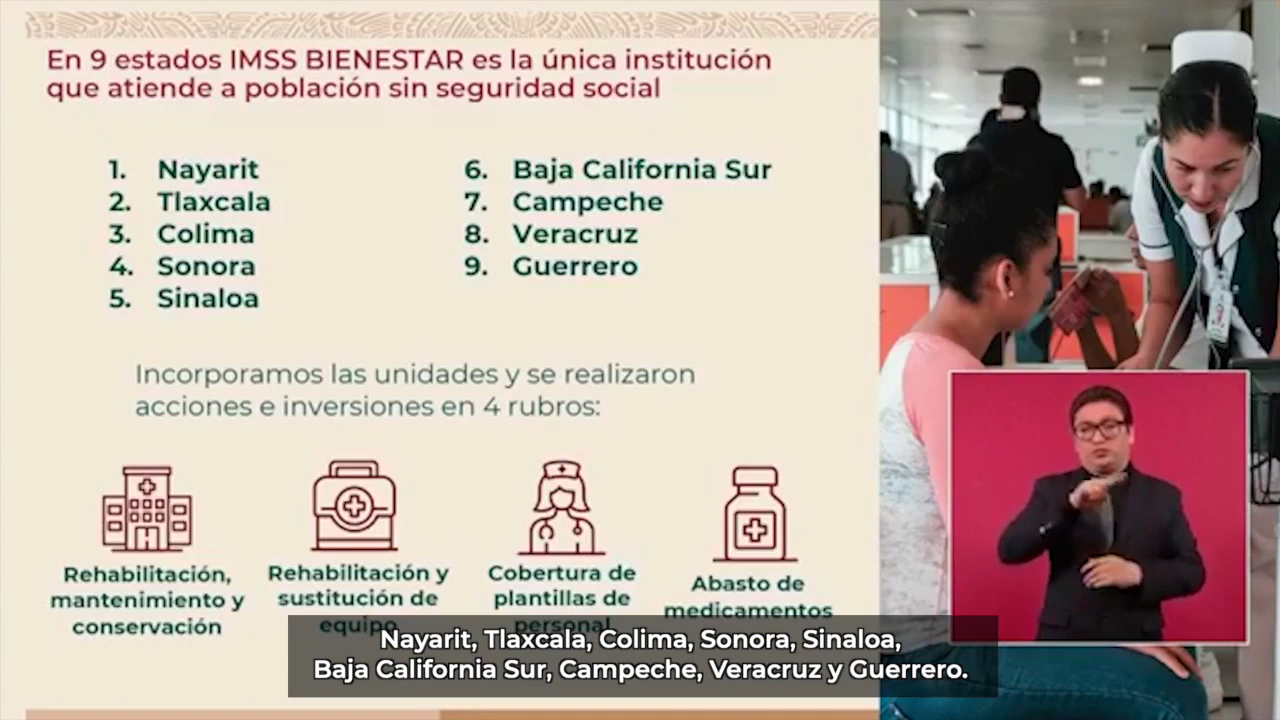 En 9 estados IMSS BIENESTAR es la única institución
que atiende a población sin seguridad social
1. Nayarit
2. Tlaxcala
3. Colima
4. Sonora
5. Sinaloa
6. Baja California Sur
7. Campeche
8. Veracruz
9. Guerrero
Incorporamos las unidades y se realizaron
acciones e inversiones en 4 rubros:
Rehabilitación,
mantenimiento y
conservación
Rehabilitación y
sustitución de
equipo
Cobertura de
plantillas de
personal
Abasto de
medicamentos
Nayarit, Tlaxcala, Colima, Sonora, Sinaloa,
Baja California Sur, Campeche, Veracruz y Guerrero.